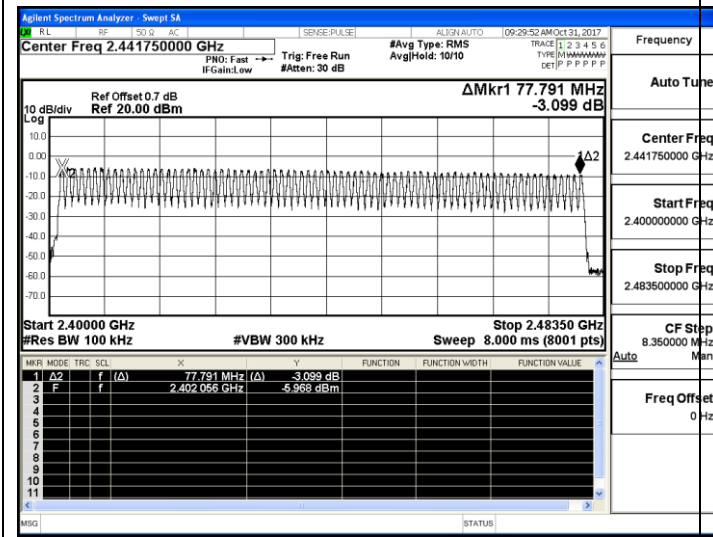 Agilent Spectrum Analyzer - Swept SA
RL RF 50 Ω AC SENSE:PULSE ALIGN AUTO 09:29:52 AM Oct 31, 2017
Center Freq 2.441750000 GHz
PNO: Fast
IFGain:Low
Trig: Free Run
#Atten: 30 dB
#Avg Type: RMS
Avg|Hold: 10/10
TRACE 1 2 3 4 5 6
TYPE M
DET P P P P P P
ΔMkr1 77.791 MHz
-3.099 dB
Ref Offset 0.7 dB
10 dB/div Ref 20.00 dBm
Log
10.0
0.00
-10.0
-20.0
-30.0
-40.0
-50.0
-60.0
-70.0
2
1Δ2
Start 2.40000 GHz Stop 2.48350 GHz
#Res BW 100 kHz #VBW 300 kHz Sweep 8.000 ms (8001 pts)
MKR MODE TRC SCL X Y FUNCTION FUNCTION WIDTH FUNCTION VALUE
1 Δ2 f (Δ) 77.791 MHz (Δ) -3.099 dB
2 F f 2.402 056 GHz -5.968 dBm
3
4
5
6
7
8
9
10
11
MSG STATUS
Frequency
Auto Tune
Center Freq
2.441750000 GHz
Start Freq
2.400000000 GHz
Stop Freq
2.483500000 GHz
CF Step
8.350000 MHz
Auto Man
Freq Offset
0 Hz